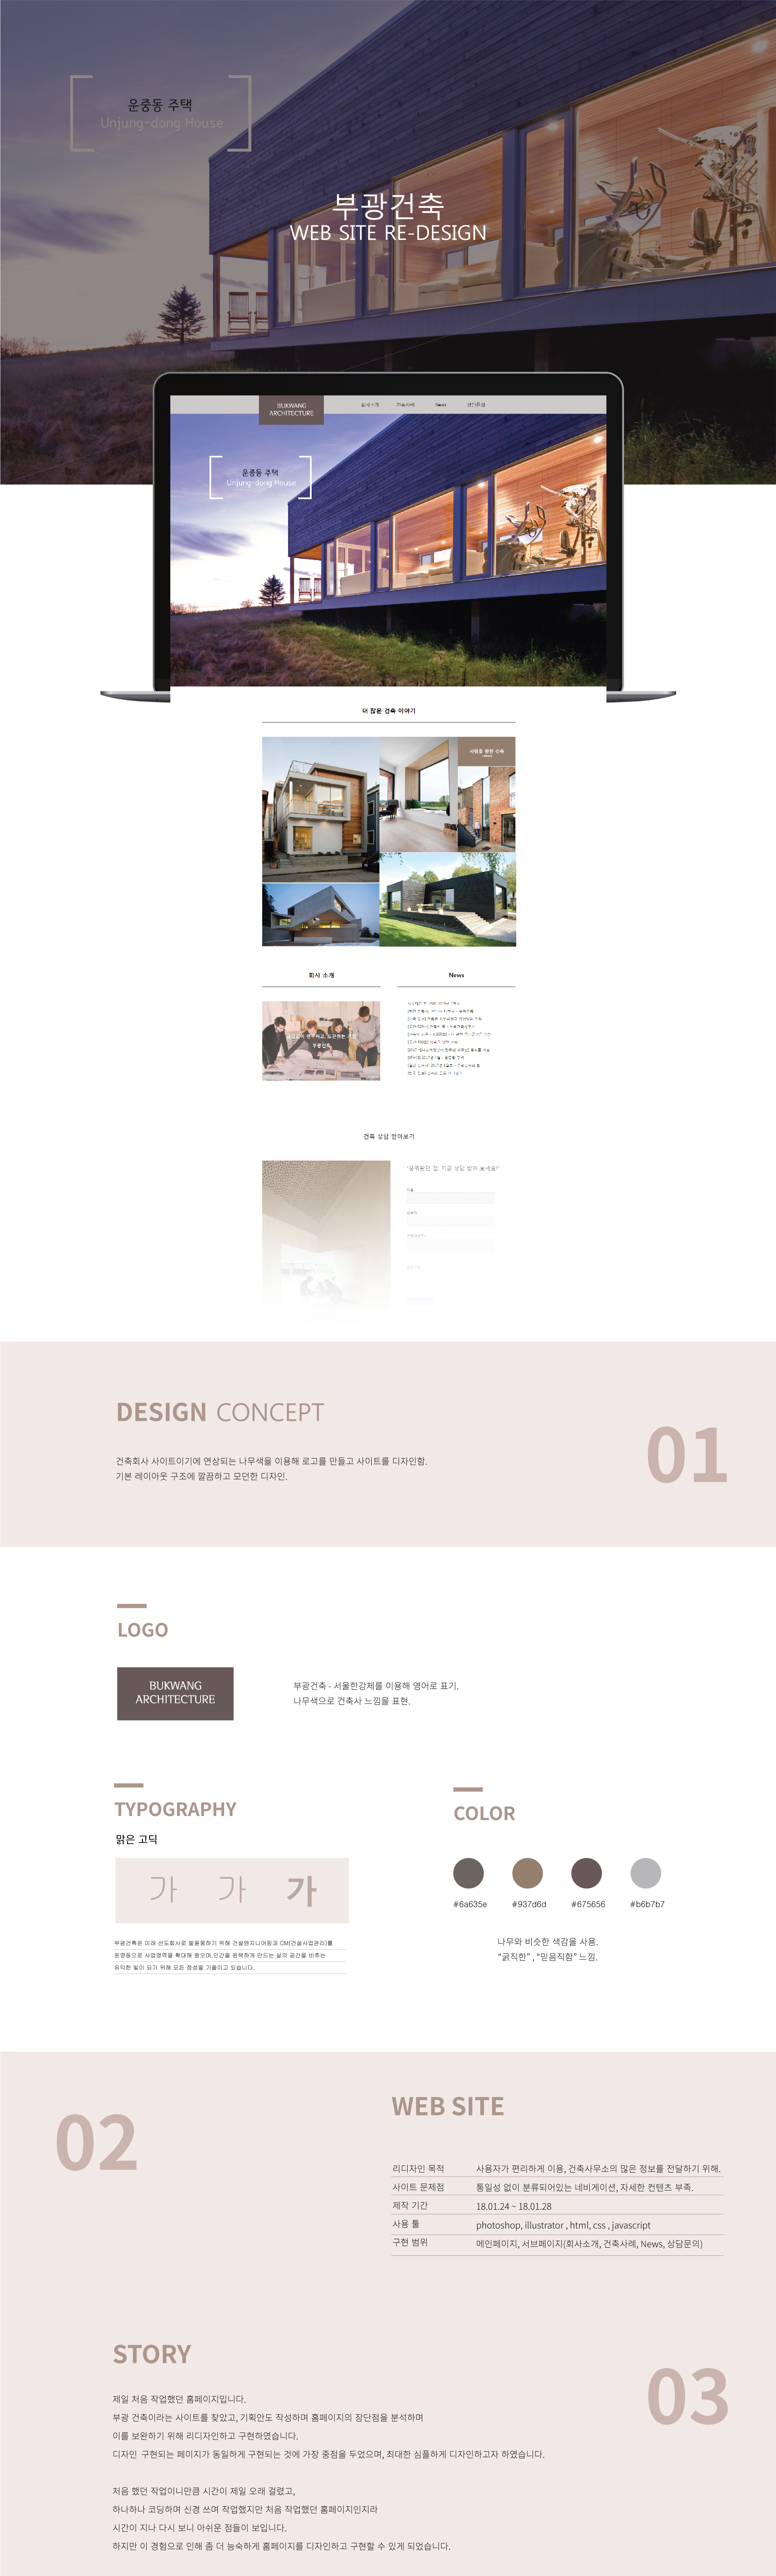 운중동 주택
Unjung-dong House
부광건축
WEB SITE RE-DESIGN
BUKWANG
ARCHITECTURE
회사소개 건축사례 News 상담문의
운중동 주택
Unjung-dong House
더 많은 건축 이야기
사람을 향한 건축
회사 소개
News
부광건축
건축 상담 받아보기
DESIGN CONCEPT
01
건축회사 사이트이기에 연상되는 나무색을 이용해 로고를 만들고 사이트를 디자인함.
기본 레이아웃 구조에 깔끔하고 모던한 디자인.
LOGO
BUKWANG
ARCHITECTURE
부광건축 - 서울한강체를 이용해 영어로 표기.
나무색으로 건축사 느낌을 표현.
TYPOGRAPHY
맑은 고딕
가 가 가
부광건축은 미래 선도회사로 발돋움하기 위해 건설엔지니어링과 CM(건설사업관리)를
운영등으로 사업영역을 확대해 왔으며,인간을 윤택하게 만드는 삶의 공간을 비추는
유익한 빛이 되기 위해 모든 정성을 기울이고 있습니다.
COLOR
#6a635e #937d6d #675656 #b6b7b7
나무와 비슷한 색감을 사용.
“굵직한” , “믿음직함” 느낌.
02
WEB SITE
리디자인 목적 사용자가 편리하게 이용, 건축사무소의 많은 정보를 전달하기 위해.
사이트 문제점 통일성 없이 분류되어있는 네비게이션, 자세한 컨텐츠 부족.
제작 기간 18.01.24 ~ 18.01.28
사용 툴 photoshop, illustrator , html, css , javascript
구현 범위 메인페이지, 서브페이지(회사소개, 건축사례, News, 상담문의)
STORY
03
제일 처음 작업했던 홈페이지입니다.
부광 건축이라는 사이트를 찾았고, 기획안도 작성하며 홈페이지의 장단점을 분석하며
이를 보완하기 위해 리디자인하고 구현하였습니다.
디자인 구현되는 페이지가 동일하게 구현되는 것에 가장 중점을 두었으며, 최대한 심플하게 디자인하고자 하였습니다.
처음 했던 작업이니만큼 시간이 제일 오래 걸렸고,
하나하나 코딩하며 신경 쓰며 작업했지만 처음 작업했던 홈페이지인지라
시간이 지나 다시 보니 아쉬운 점들이 보입니다.
하지만 이 경험으로 인해 좀 더 능숙하게 홈페이지를 디자인하고 구현할 수 있게 되었습니다.